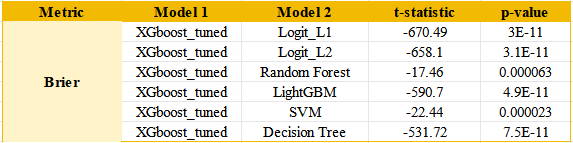 Metric Model 1 Model 2 t-statistic p-value
XGboost_tuned Logit_L1 -670.49 3E-11
XGboost_tuned Logit_L2 -658.1 3.1E-11
XGboost_tuned Random Forest -17.46 0.000063
Brier
XGboost_tuned LightGBM -590.7 4.9E-11
XGboost_tuned SVM -22.44 0.000023
XGboost_tuned Decision Tree -531.72 7.5E-11